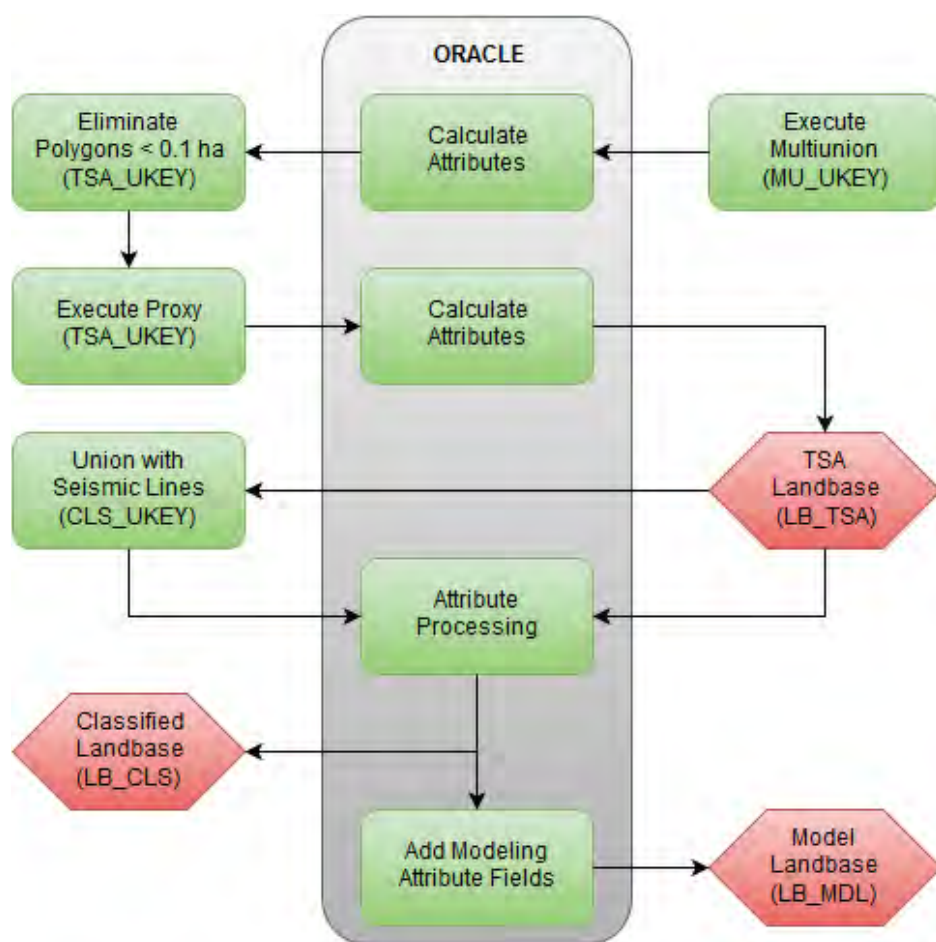 ORACLE
Eliminate
Polygons < 0.1 ha
(TSA_UKEY)
Calculate
Attributes
Execute
Multiunion
(MU_UKEY)
Execute Proxy
(TSA_UKEY)
Calculate
Attributes
Union with
Seismic Lines
(CLS_UKEY)
TSA
Landbase
(LB_TSA)
Attribute
Processing
Classified
Landbase
(LB_CLS)
Add Modeling
Attribute Fields
Model
Landbase
(LB_MDL)